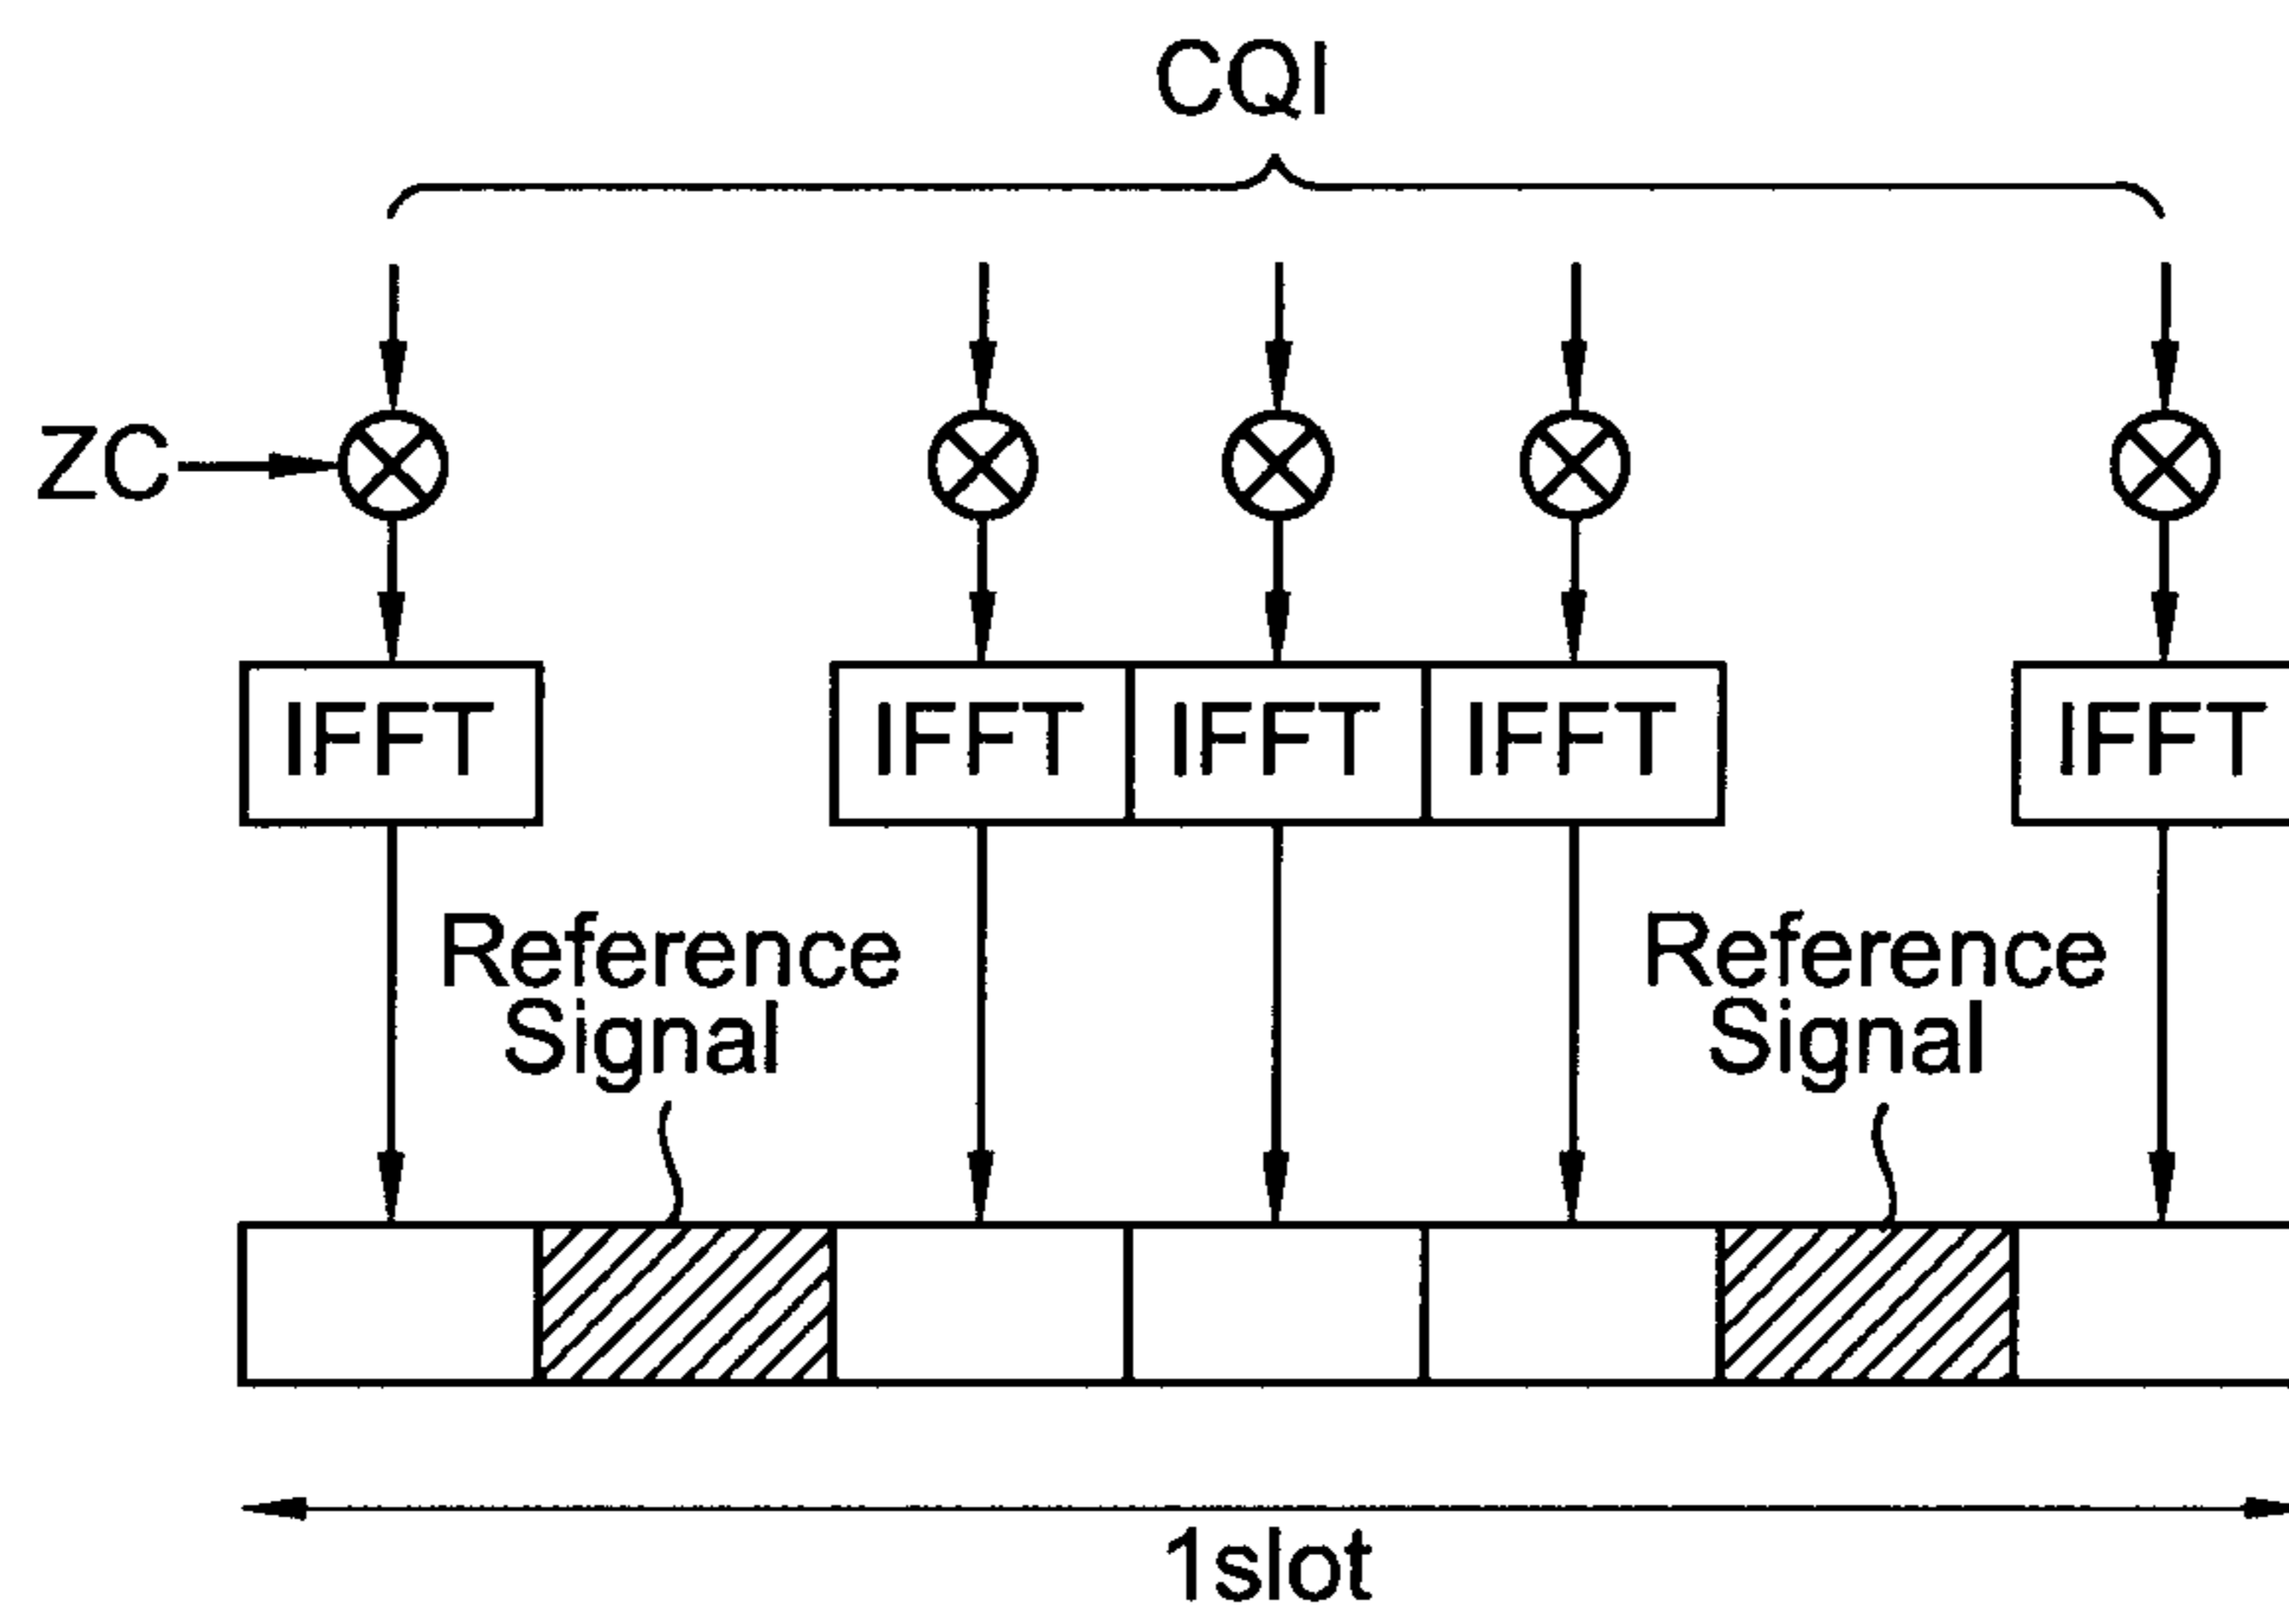 CQI
ZC
IFFT
IFFT
IFFT
IFFT
IFFT
Reference
Signal
Reference
Signal
1slot